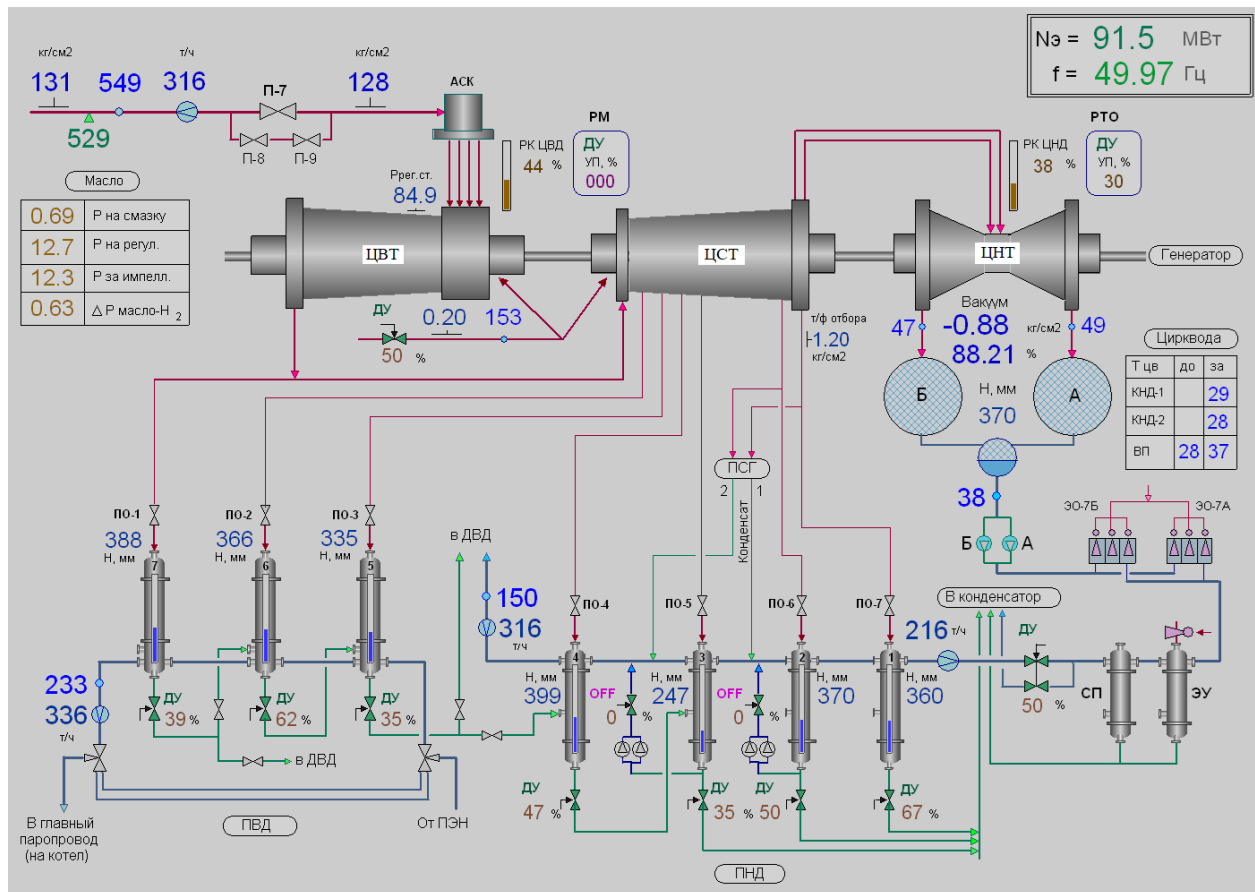 Nэ = 91.5 МВт
f = 49.97 Гц
кг/см2
т/ч
кг/см2
131
549
316
П-7
128
АСК
529
П-8
П-9
РМ
РТО
РК ЦВД
44 %
ДУ
УП, %
000
РК ЦНД
38 %
ДУ
УП, %
30
Масло
0.69 Р на смазку
12.7 Р на регул.
12.3 Р за импелл.
0.63 Δ Р масло-Н 2
Ррег.ст.
84.9
ЦВТ
ЦСТ
ЦНТ
Генератор
ДУ
50 %
0.20
153
т/ф отбора
1.20
кг/см2
Вакуум
47
-0.88 кг/см2
49
88.21 %
Б
Н, мм
370
А
Цирквода
Т цв до за
КНД-1 29
КНД-2 28
ВП 28 37
ПСГ
2
1
Конденсат
38
Б
А
ЭО-7Б
ЭО-7А
ПО-1
388
Н, мм
7
ПО-2
366
Н, мм
6
ПО-3
335
Н, мм
5
в ДВД
150
316
т/ч
ПО-4
ПО-5
ПО-6
ПО-7
В конденсатор
216 т/ч
ДУ
50 %
СП
ЭУ
4
Н, мм
399
OFF
0 %
3
Н, мм
247
OFF
0 %
2
Н, мм
370
1
Н, мм
360
233
336
т/ч
ДУ
39 %
ДУ
62 %
ДУ
35 %
в ДВД
ДУ
47 %
ДУ
35 %
ДУ
50 %
ДУ
67 %
В главный
паропровод
(на котел)
ПВД
От ПЭН
ПНД